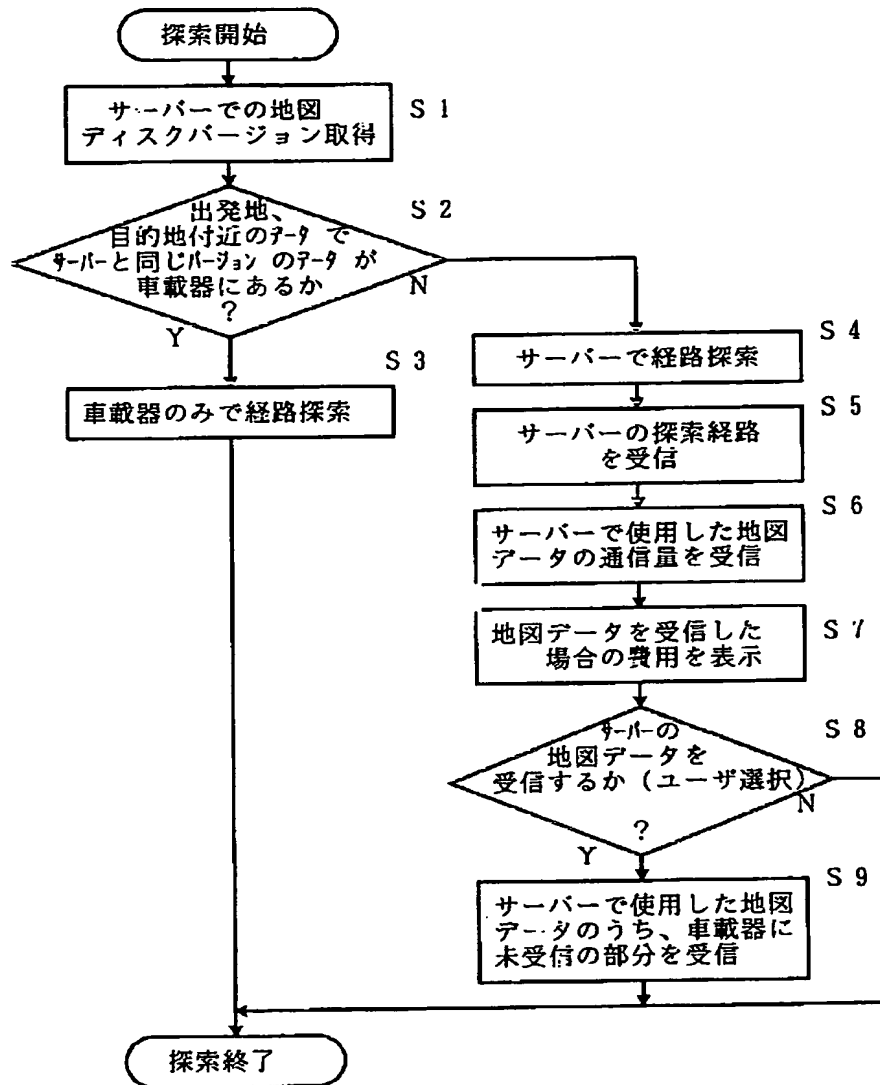 探索開始
サーバーでの地図
ディスクバージョン取得
S1
出発地、
目的地付近のデータで
サーバーと同じバージョンのデータが
車載器にあるか
?
S2
N
Y
S3
車載器のみで経路探索
S4
サーバーで経路探索
S5
サーバーの探索経路
を受信
S6
サーバーで使用した地図
データの通信量を受信
S7
地図データを受信した
場合の費用を表示
S8
サーバーの
地図データを
受信するか(ユーザ選択)
?
N
Y
S9
サーバーで使用した地図
データのうち、車載器に
未受信の部分を受信
探索終了